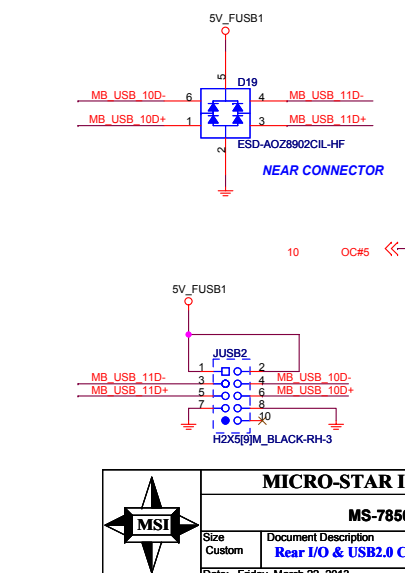 5V_FUSB1
5
D19
MB_USB_10D- 6 4 MB_USB_11D-
MB_USB_10D+ 1 3 MB_USB_11D+
2
ESD-AOZ8902CIL-HF
NEAR CONNECTOR
10 OC#5
5V_FUSB1
JUSB2
1 2
MB_USB_11D- 3 4 MB_USB_10D-
MB_USB_11D+ 5 6 MB_USB_10D+
7 8
10
H2X5[9]M_BLACK-RH-3
MICRO-STAR I
MSI
MS-785
Size
Custom
Document Description
Rear I/O & USB2.0 C